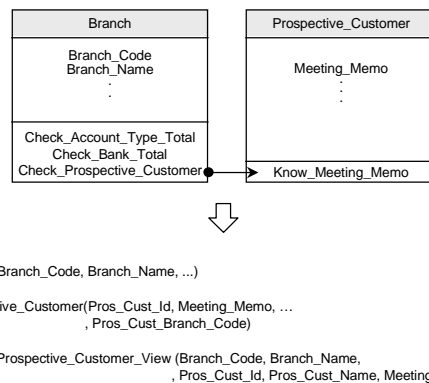 Branch
Branch_Code
Branch_Name
.
.
Check_Account_Type_Total
Check_Bank_Total
Check_Prospective_Customer
Prospective_Customer
Meeting_Memo
.
.
.
Know_Meeting_Memo
Branch_Code, Branch_Name, ...)
ive_Customer(Pros_Cust_Id, Meeting_Memo, …
, Pros_Cust_Branch_Code)
Prospective_Customer_View (Branch_Code, Branch_Name,
, Pros_Cust_Id, Pros_Cust_Name, Meeting